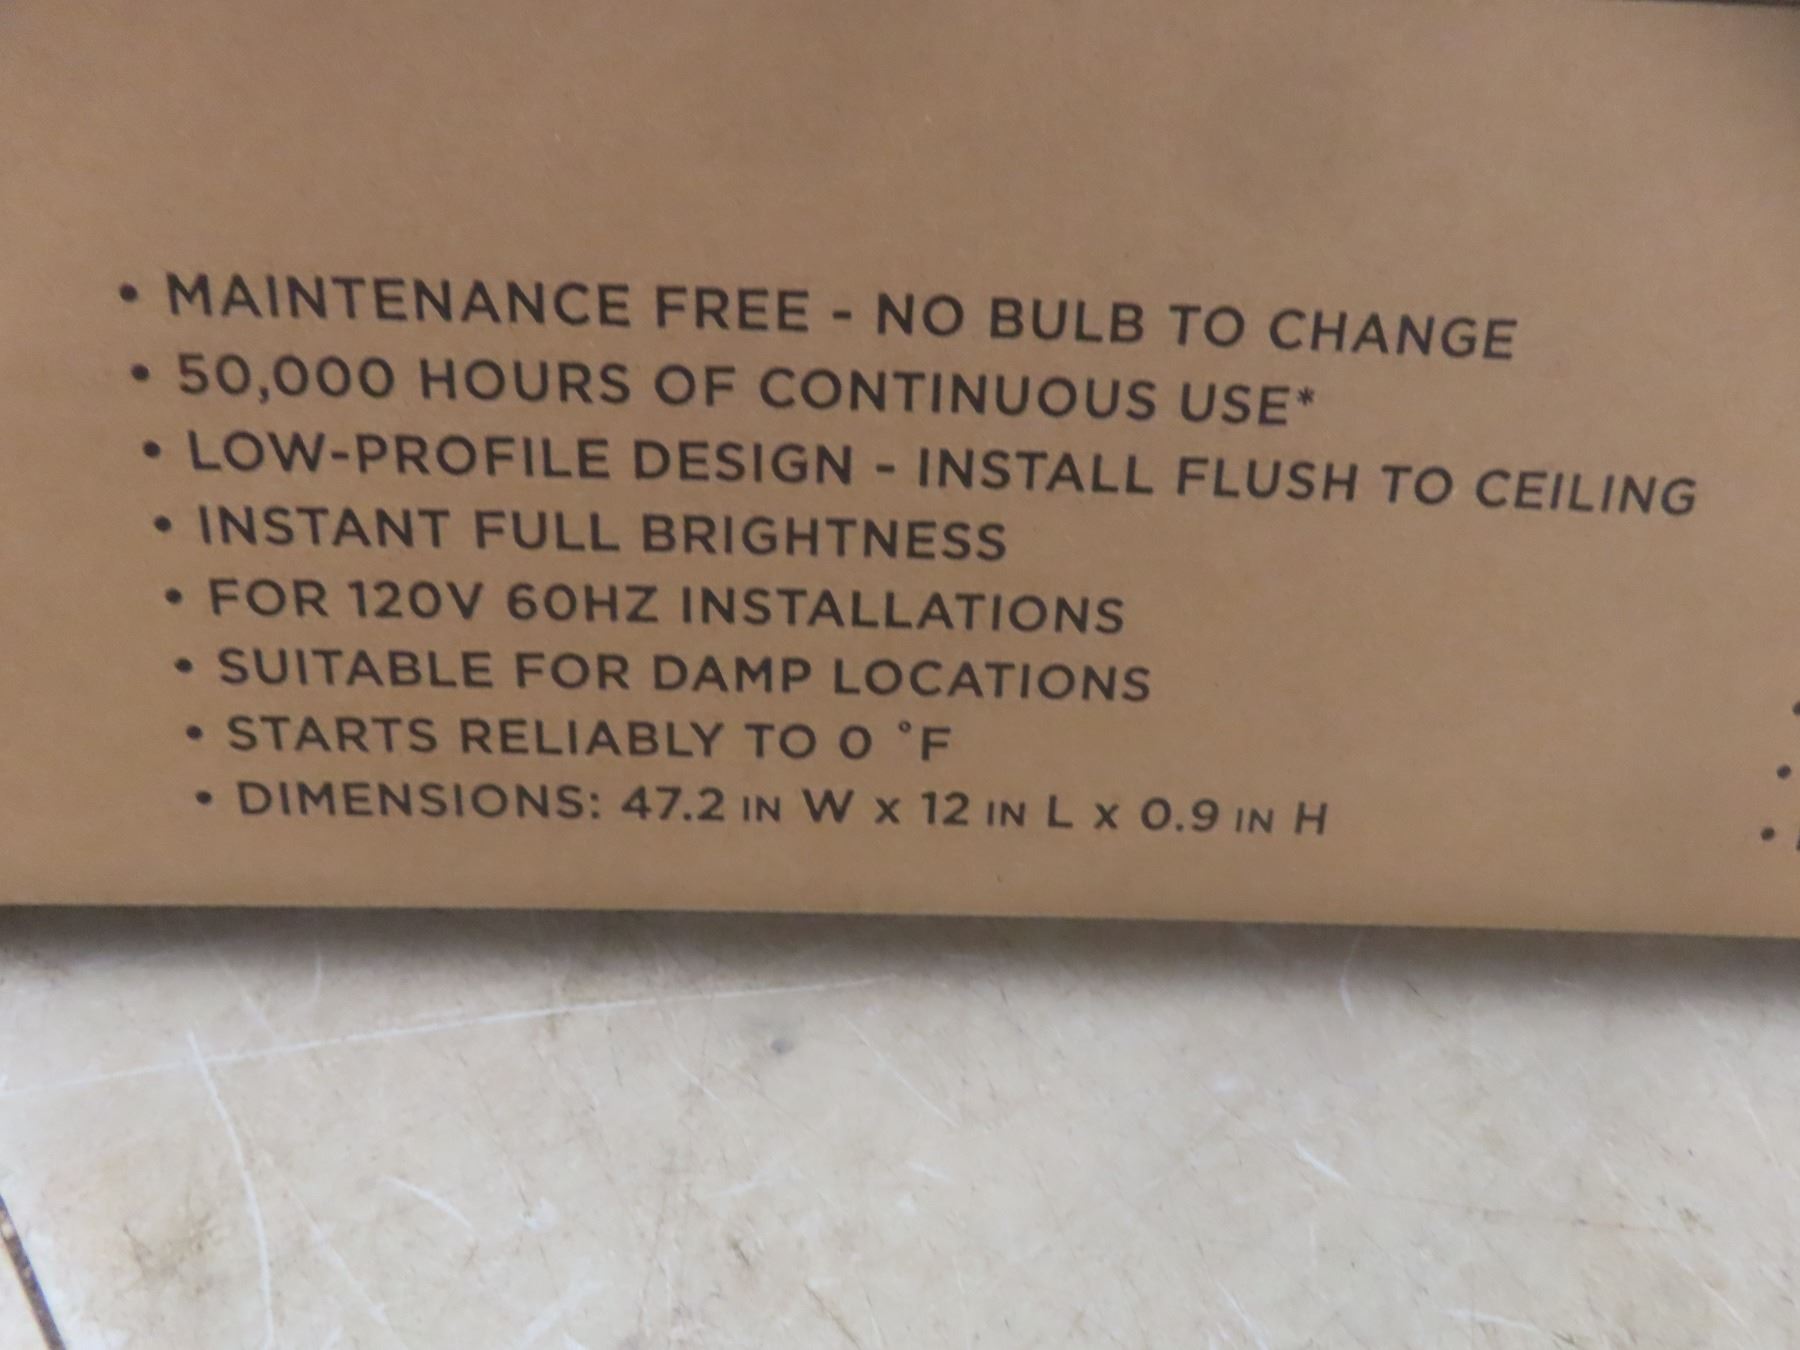 • MAINTENANCE FREE - NO BULB TO CHANGE
• 50,000 HOURS OF CONTINUOUS USE*
• LOW-PROFILE DESIGN - INSTALL FLUSH TO CEILING
• INSTANT FULL BRIGHTNESS
• FOR 120V 60HZ INSTALLATIONS
• SUITABLE FOR DAMP LOCATIONS
• STARTS RELIABLY TO 0 °F
• DIMENSIONS: 47.2 IN W x 12 IN L x 0.9 IN H